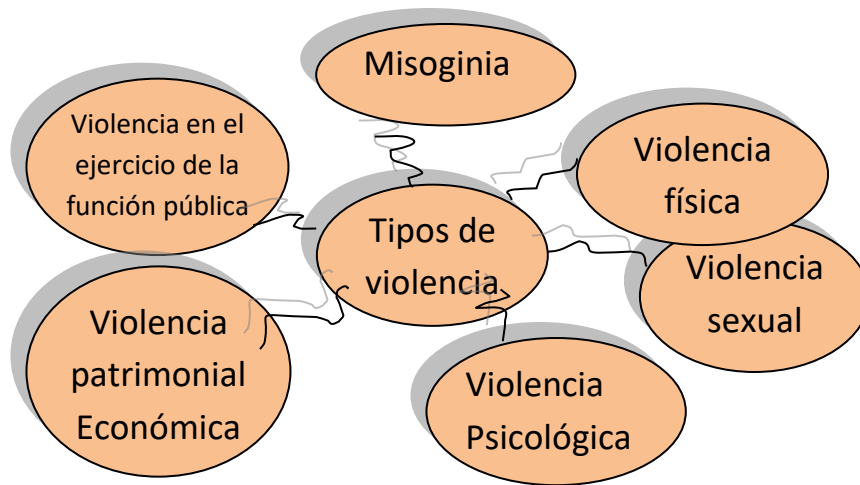 Misoginia
Violencia en el
ejercicio de la
función pública
Violencia
física
Tipos de
violencia
Violencia
sexual
Violencia
patrimonial
Económica
Violencia
Psicológica